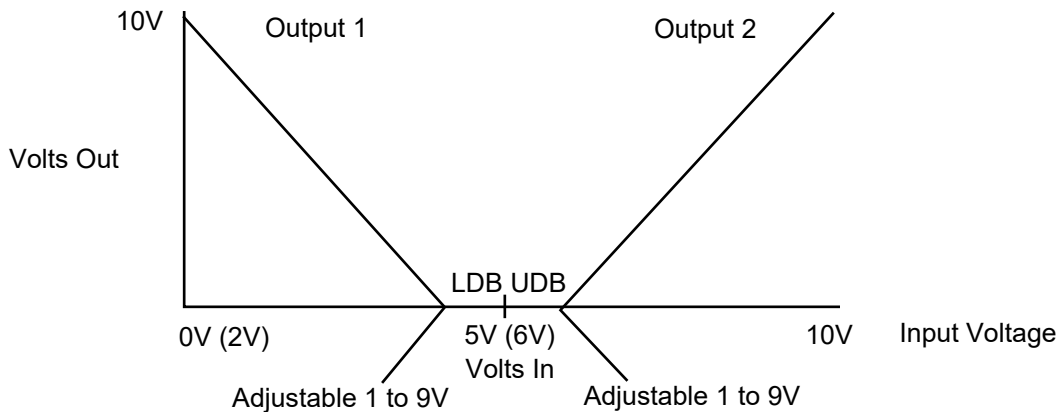 10V
Output 1
Output 2
Volts Out
LDB UDB
0V (2V)
5V (6V)
10V
Input Voltage
Volts In
Adjustable 1 to 9V
Adjustable 1 to 9V